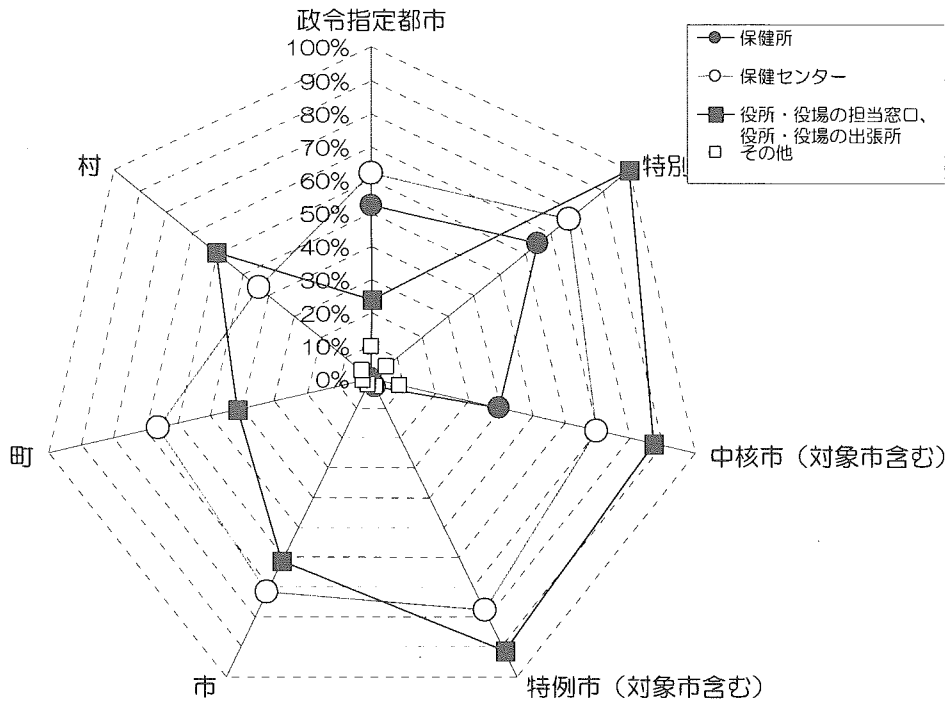 政令指定都市
100%
90%
80%
70%
60%
50%
40%
30%
20%
10%
0%
保健所
保健センター
役所・役場の担当窓口、
役所・役場の出張所
その他
特別
中核市（対象市含む）
特例市（対象市含む）
市
町
村